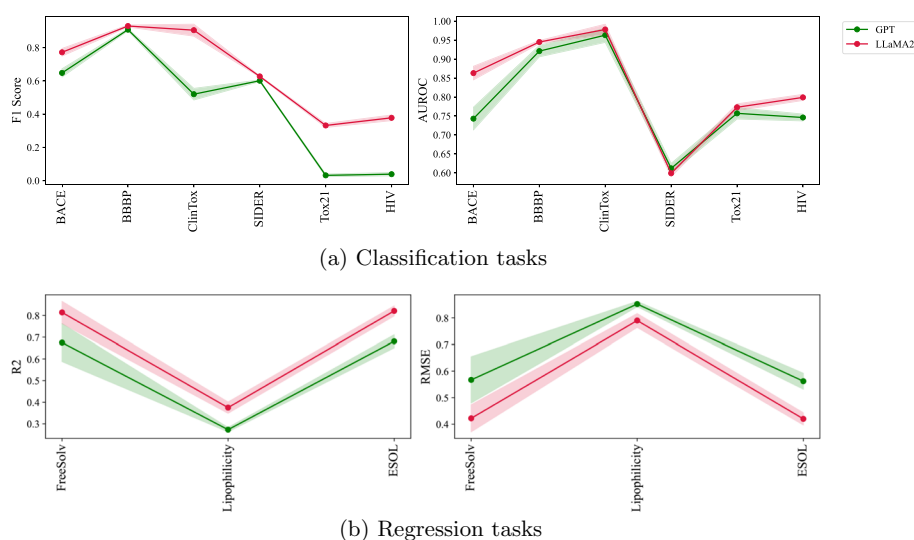 F1 Score
0.8
0.6
0.4
0.2
0.0
BACE
BBBP
ClinTox
SIDER
Tox21
HIV
AUROC
1.00
0.95
0.90
0.85
0.80
0.75
0.70
0.65
0.60
BACE
BBBP
ClinTox
SIDER
Tox21
HIV
GPT
LLaMA2
(a) Classification tasks
R2
0.8
0.7
0.6
0.5
0.4
0.3
FreeSolv
Lipophilicity
ESOL
RMSE
0.8
0.7
0.6
0.5
0.4
FreeSolv
Lipophilicity
ESOL
(b) Regression tasks